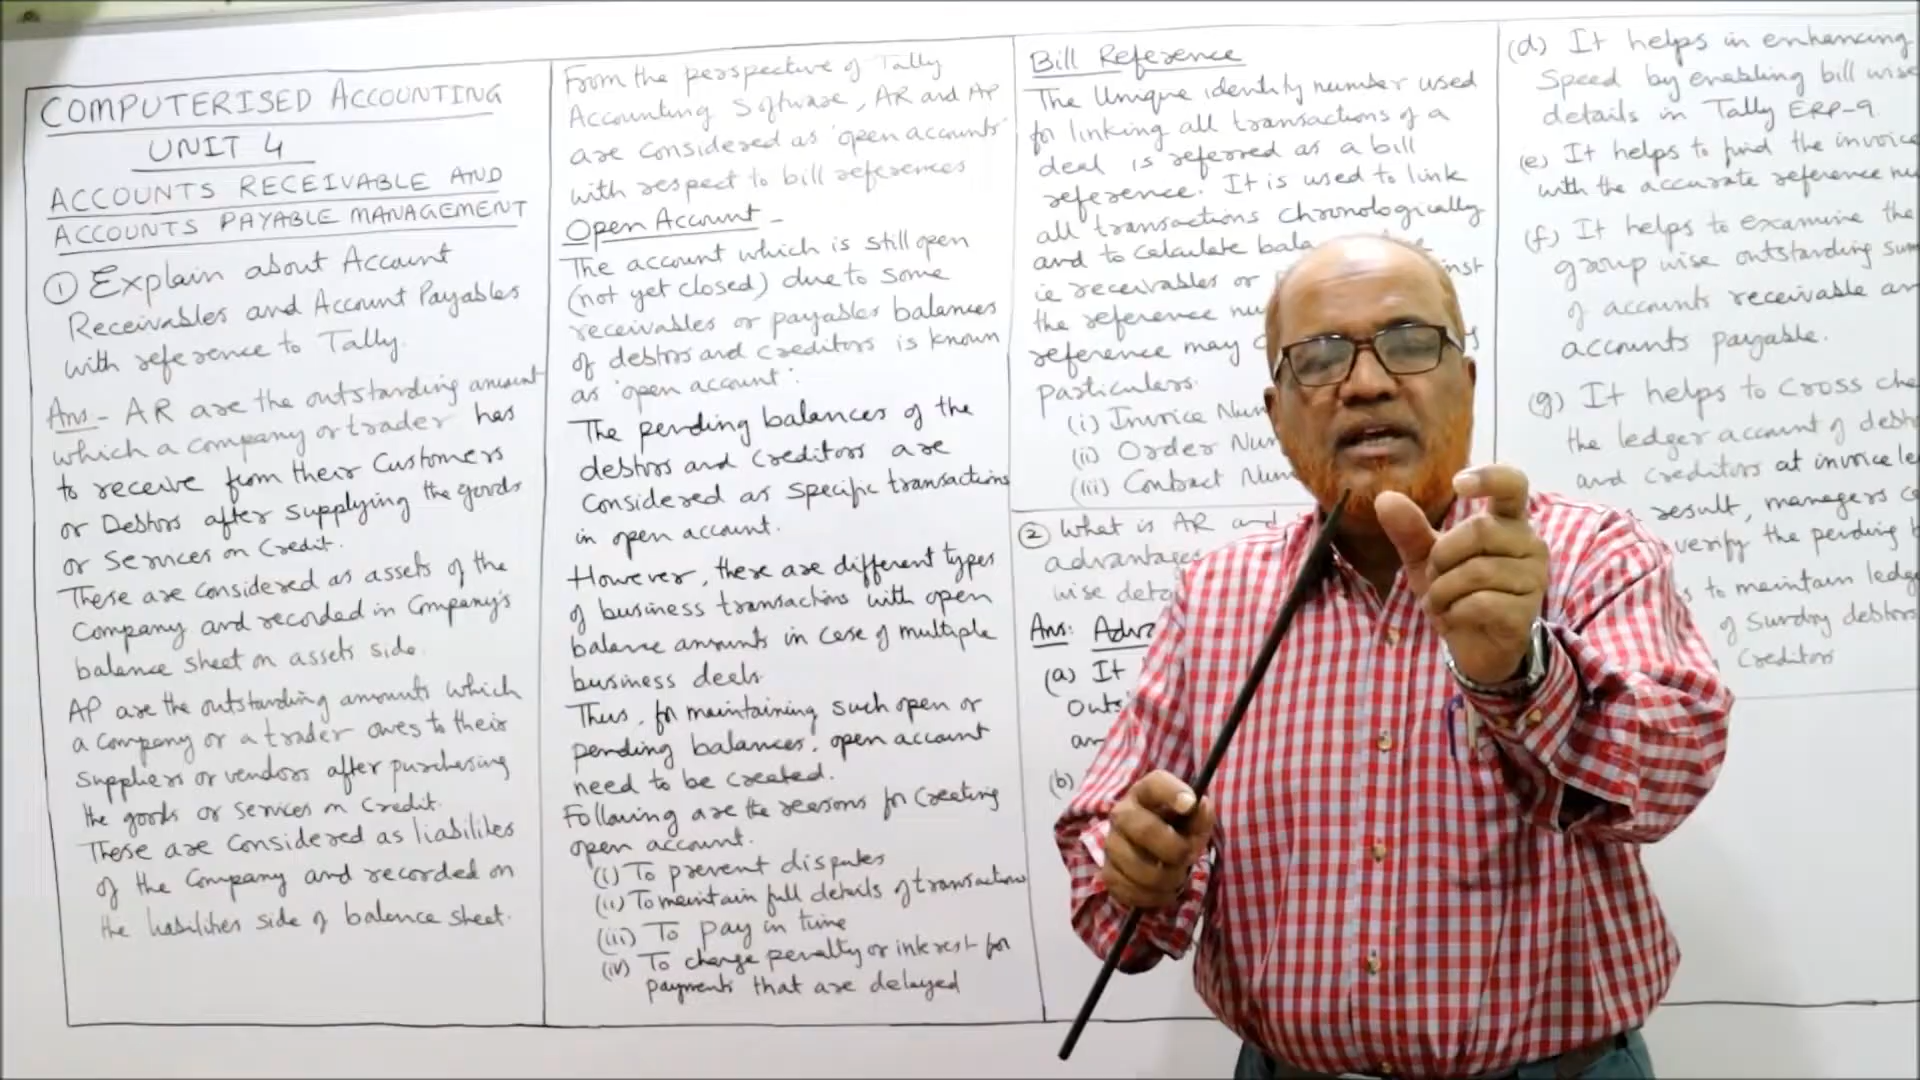 COMPUTERISED ACCOUNTING
UNIT 4
ACCOUNTS RECEIVABLE AND
ACCOUNTS PAYABLE MANAGEMENT
① Explain about Account
Receivables and Account Payables
with reference to Tally.
Ans:- AR are the outstanding amount
which a company or trader has
to receive from their Customers
or Debtors after supplying the goods
or Services on Credit.
These are considered as assets of the
Company and recorded in Company's
balance sheet on assets side.
AP are the outstanding amounts which
a Company or a trader owes to their
suppliers or vendors after purchasing
the goods or services on credit.
These are considered as liabilities
of the Company and recorded on
the liabilities side of balance sheet.
From the perspective of Tally
Accounting Software, AR and AP
are considered as 'open accounts'
with respect to bill references
Open Account -
The account which is still open
(not yet closed) due to some
receivables or payables balances
of debtors and creditors is known
as 'open account'.
The pending balances of the
debtors and creditors are
Considered as specific transactions
in open account.
However, there are different types
of business transactions with open
balance amounts in case of multiple
business deals.
Thus, for maintaining such open or
pending balances, open account
need to be created.
Following are the reasons for Creating
open account.
(i) To prevent disputes
(ii) To maintain full details of transactions
(iii) To pay in time
(iv) To charge penalty or interest for
payments that are delayed
Bill Reference
The Unique identity number used
for linking all transactions of a
deal is referred as a bill
reference. It is used to link
all transactions chronologically
and to calculate
ie receivables or
the reference
reference may
particulars.
(i) Invoice
(ii) Order
(iii) Contract
② What is AR and
advantages
wise
Ans:
(a) It
(b)
(d) It helps in enhancing
Speed by enabling bill wise
details in Tally ERP-9
(e) It helps to find the invoice
with the accurate reference
(f) It helps to examine the
group wise outstanding
of accounts receivable
accounts payable.
(g) It helps to cross
the ledger account of
and creditors at invoice
result, managers
verify the pending
to maintain
of Sundry debtors
Creditors